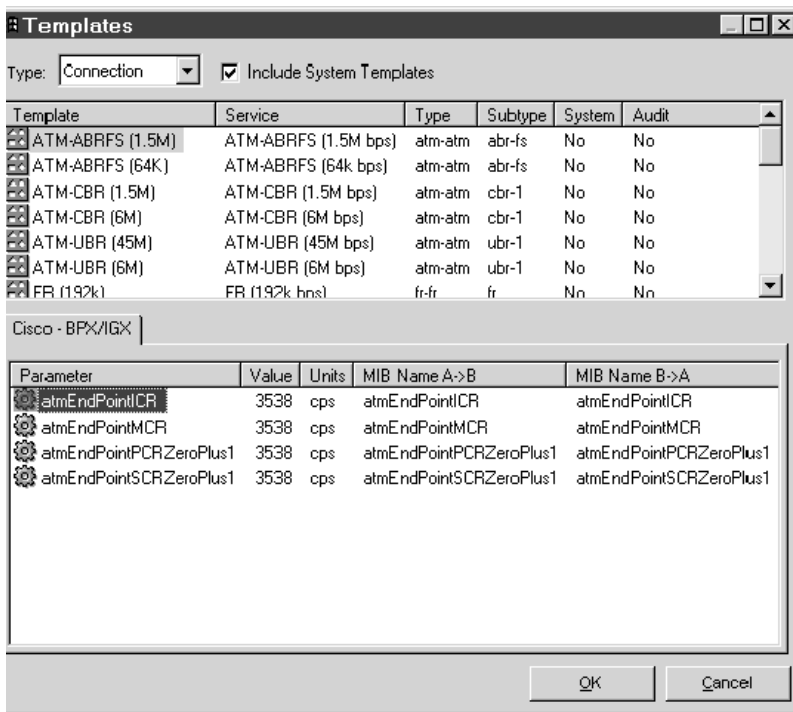 Templates
Type: Connection Include System Templates
Template Service Type Subtype System Audit
ATM-ABRFS (1.5M) ATM-ABRFS (1.5M bps) atm-atm abr-fs No No
ATM-ABRFS (64K) ATM-ABRFS (64k bps) atm-atm abr-fs No No
ATM-CBR (1.5M) ATM-CBR (1.5M bps) atm-atm cbr-1 No No
ATM-CBR (6M) ATM-CBR (6M bps) atm-atm cbr-1 No No
ATM-UBR (45M) ATM-UBR (45M bps) atm-atm ubr-1 No No
ATM-UBR (6M) ATM-UBR (6M bps) atm-atm ubr-1 No No
FR (192k) FR (192k bps) fr-fr fr No No
Cisco - BPX/IGX
Parameter Value Units MIB Name A->B MIB Name B->A
atmEndPointICR 3538 cps atmEndPointICR atmEndPointICR
atmEndPointMCR 3538 cps atmEndPointMCR atmEndPointMCR
atmEndPointPCRZeroPlus1 3538 cps atmEndPointPCRZeroPlus1 atmEndPointPCRZeroPlus1
atmEndPointSCRZeroPlus1 3538 cps atmEndPointSCRZeroPlus1 atmEndPointSCRZeroPlus1
OK Cancel